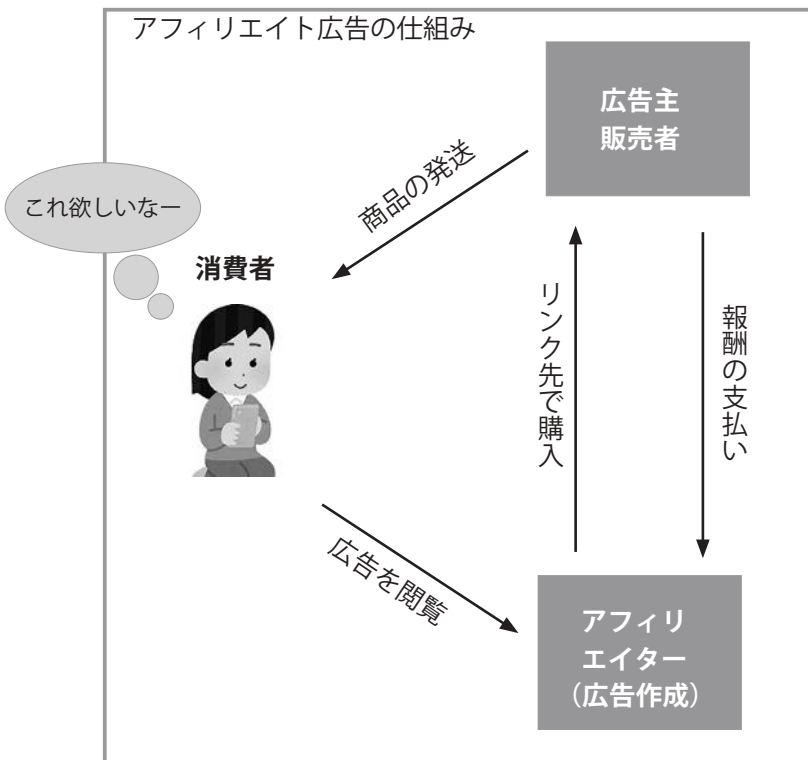 アフィリエイト広告の仕組み
広告主
販売者
商品の発送
これ欲しいなー
消費者
リンク先で購入
報酬の支払い
広告を閲覧
アフィリ
エイター
（広告作成）